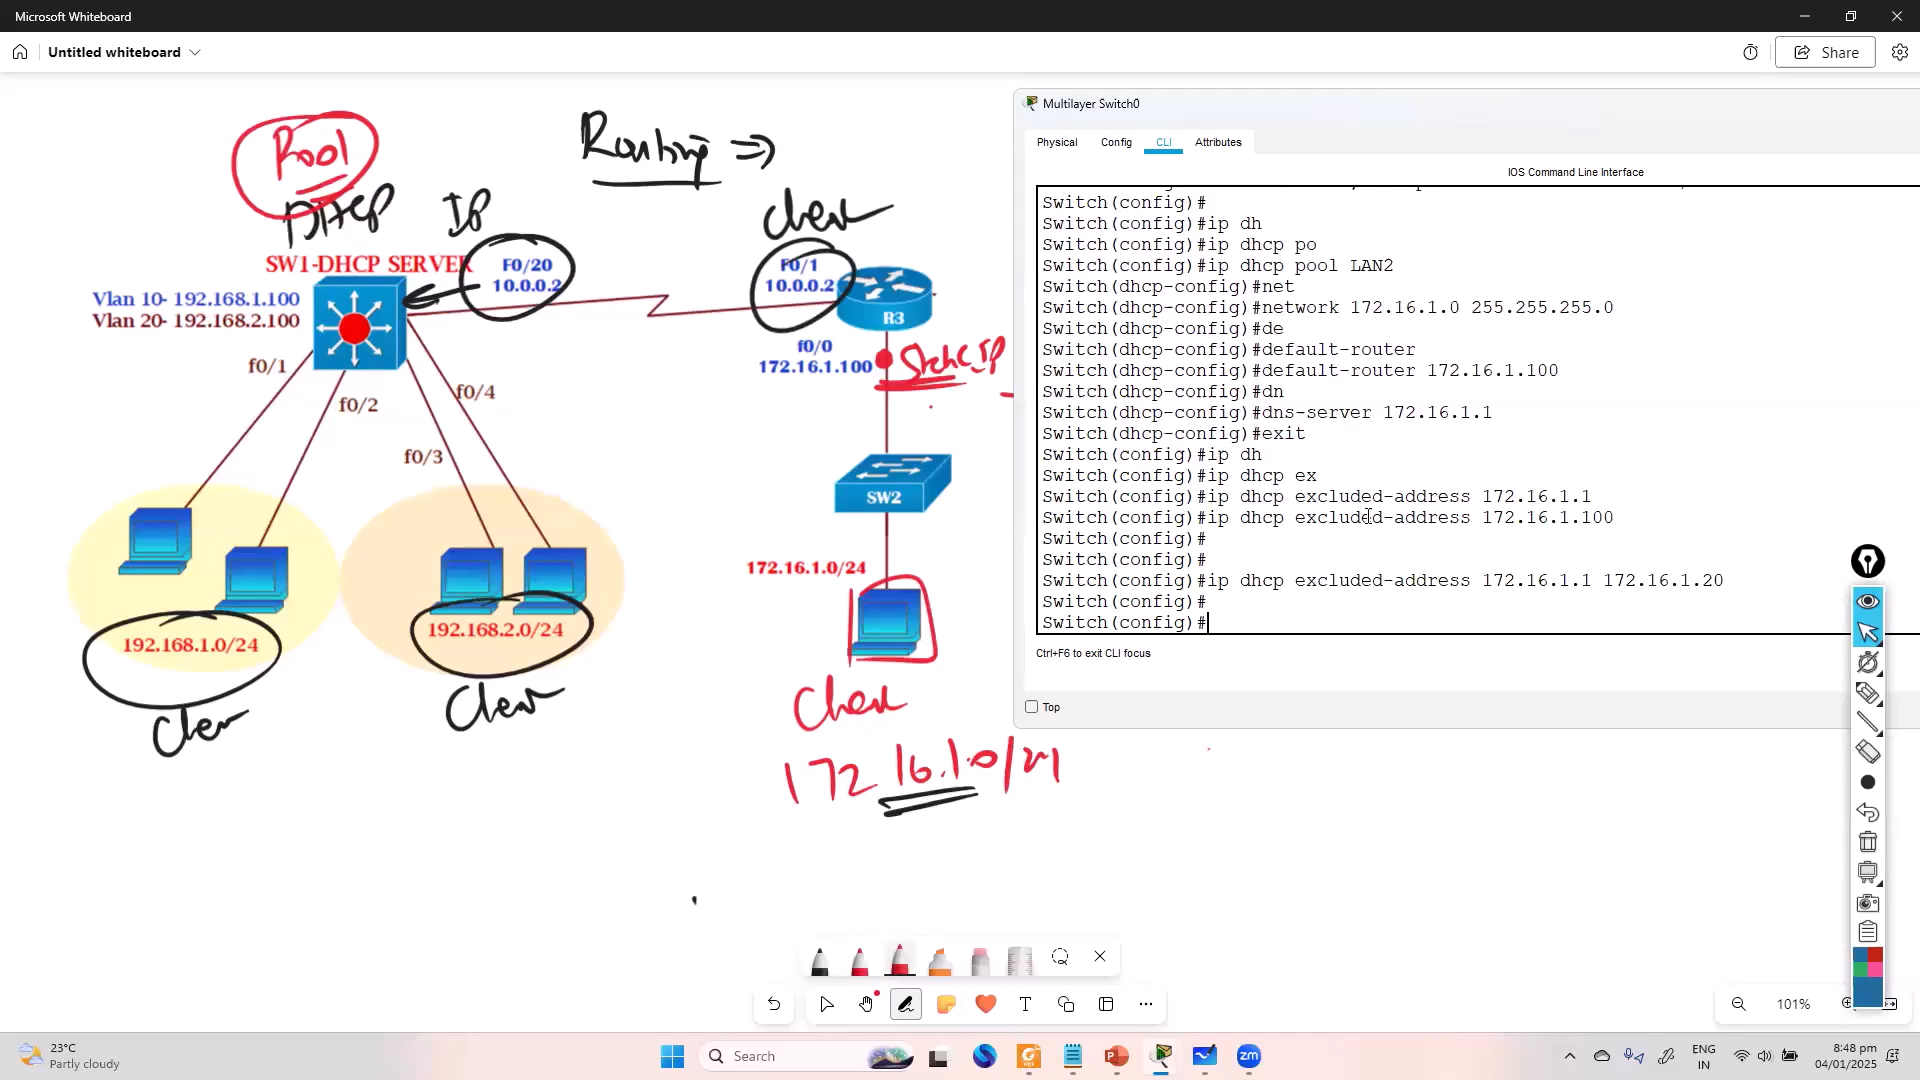 Microsoft Whiteboard
Untitled whiteboard
Share
Pool
DHCP
IP
Routing =>
Client
SW1-DHCP SERVER
F0/20
10.0.0.2
F0/1
10.0.0.2
Vlan 10- 192.168.1.100
Vlan 20- 192.168.2.100
R3
f0/0
172.16.1.100
Static IP
f0/1
f0/2
f0/4
f0/3
SW2
172.16.1.0/24
192.168.1.0/24
192.168.2.0/24
Client
Client
Client
172.16.1.0/24
Multilayer Switch0
Physical Config CLI Attributes
IOS Command Line Interface
Switch(config)#
Switch(config)#ip dh
Switch(config)#ip dhcp po
Switch(config)#ip dhcp pool LAN2
Switch(dhcp-config)#net
Switch(dhcp-config)#network 172.16.1.0 255.255.255.0
Switch(dhcp-config)#de
Switch(dhcp-config)#default-router
Switch(dhcp-config)#default-router 172.16.1.100
Switch(dhcp-config)#dn
Switch(dhcp-config)#dns-server 172.16.1.1
Switch(dhcp-config)#exit
Switch(config)#ip dh
Switch(config)#ip dhcp ex
Switch(config)#ip dhcp excluded-address 172.16.1.1
Switch(config)#ip dhcp excluded-address 172.16.1.100
Switch(config)#
Switch(config)#
Switch(config)#ip dhcp excluded-address 172.16.1.1 172.16.1.20
Switch(config)#
Switch(config)#
Ctrl+F6 to exit CLI focus
Top
101%
23°C
Partly cloudy
Search
zm
ENG
IN
8:48 pm
04/01/2025